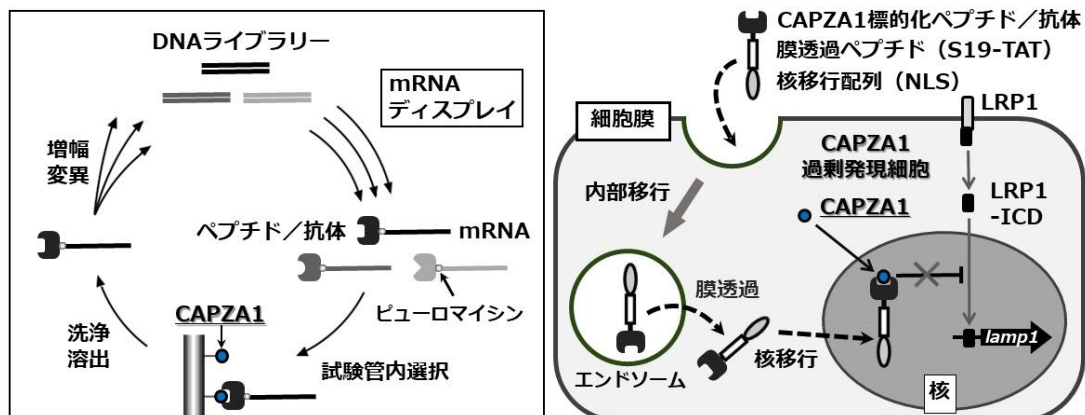 DNAライブラリー
mRNA
ディスプレイ
増幅
変異
ペプチド／抗体
mRNA
ピューロマイシン
CAPZA1
洗浄
溶出
試験管内選択
CAPZA1標的化ペプチド／抗体
膜透過ペプチド（S19-TAT）
核移行配列（NLS）
LRP1
細胞膜
CAPZA1
過剰発現細胞
内部移行
CAPZA1
LRP1
-ICD
膜透過
核移行
エンドソーム
lamp1
核